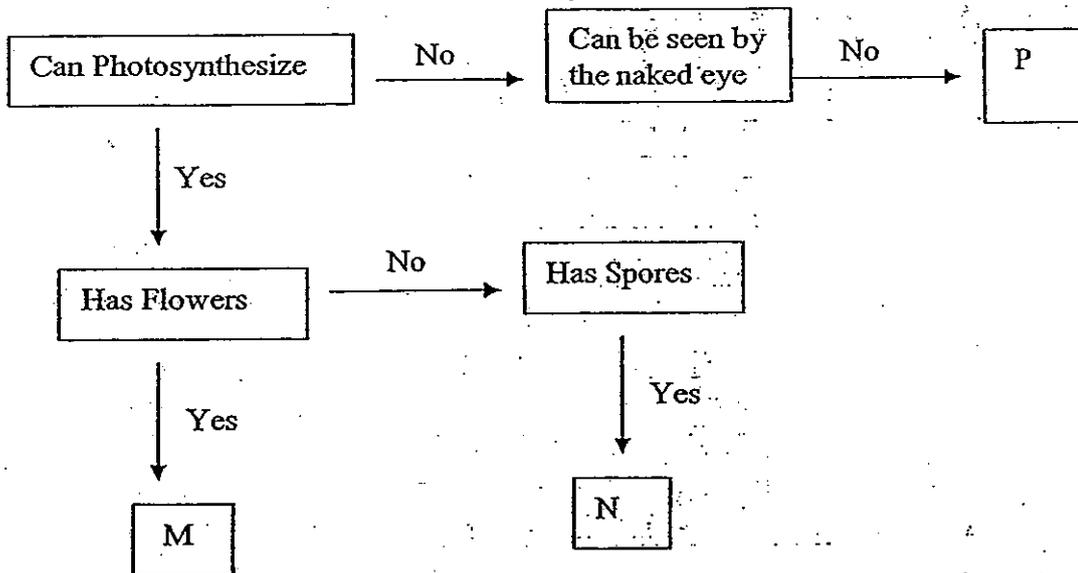 Can Photosynthesize
No
Can be seen by
the naked eye
No
P
Yes
Has Flowers
No
Has Spores
Yes
Yes
M
N